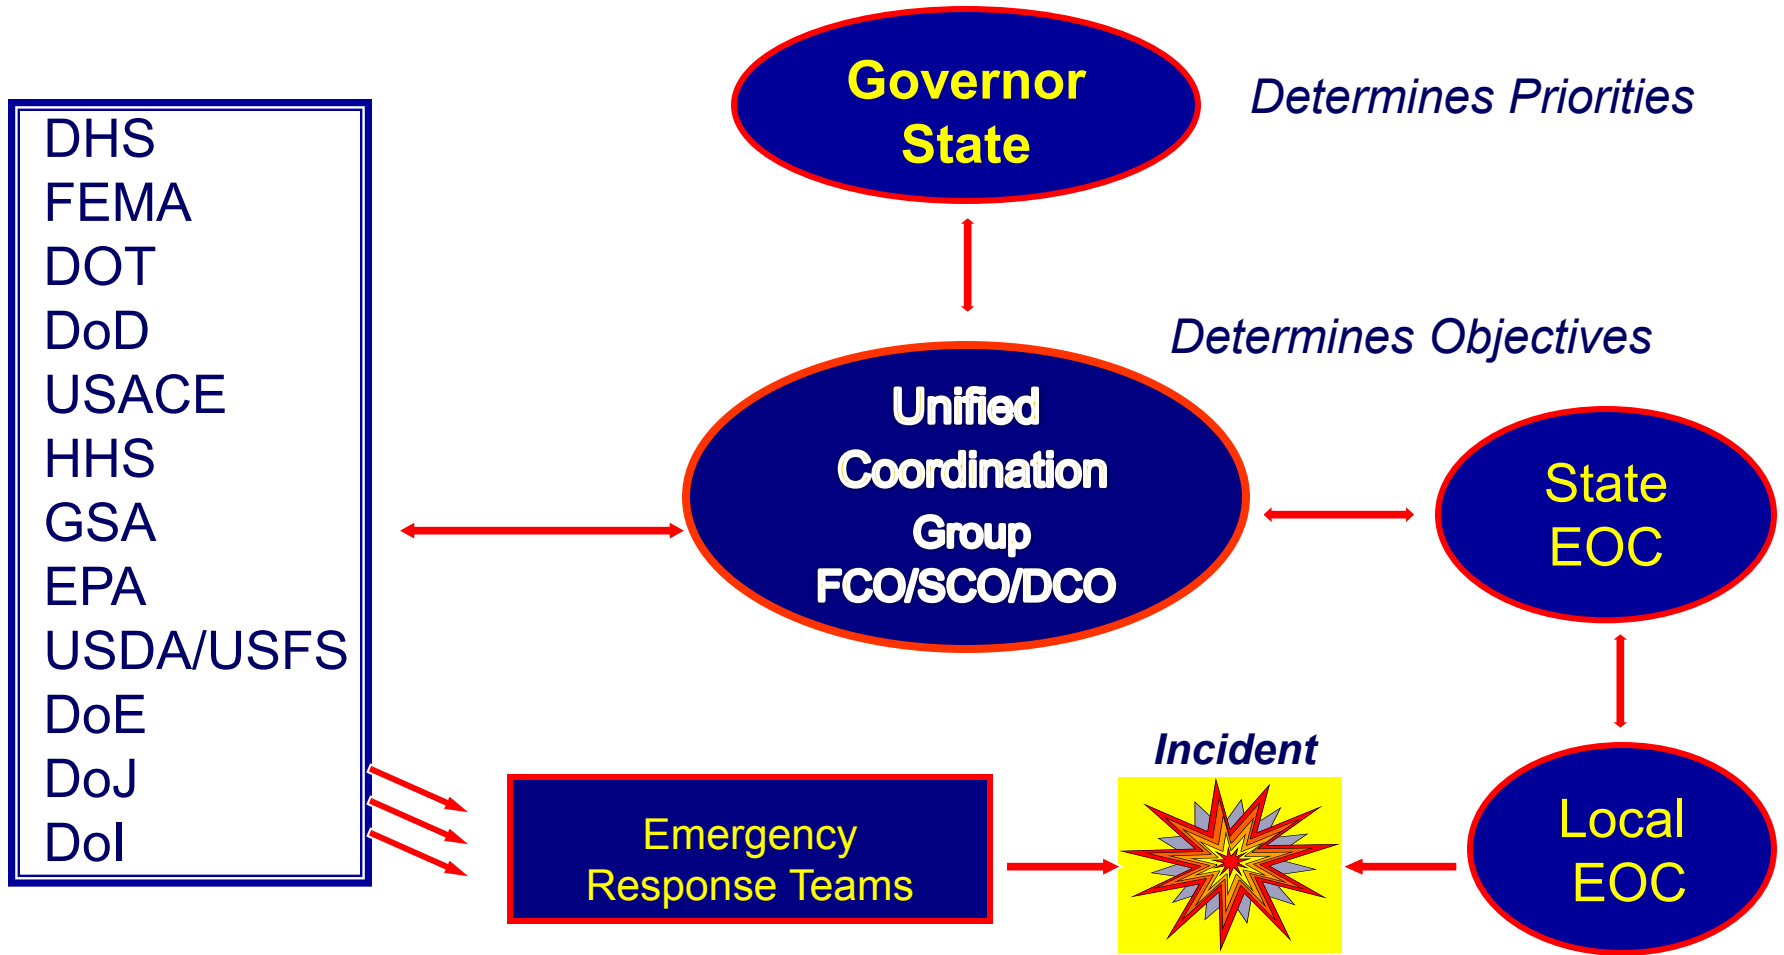 Governor
State
Determines Priorities
DHS
FEMA
DOT
DoD
USACE
HHS
GSA
EPA
USDA/USFS
DoE
DoJ
DoI
Determines Objectives
Unified
Coordination
Group
FCO/SCO/DCO
State
EOC
Incident
Emergency
Response Teams
Local
EOC